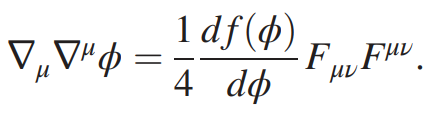 ∇_μ ∇^μ ϕ = \frac{1}{4} \frac{df(ϕ)}{dϕ} F_{μν} F^{μν}.